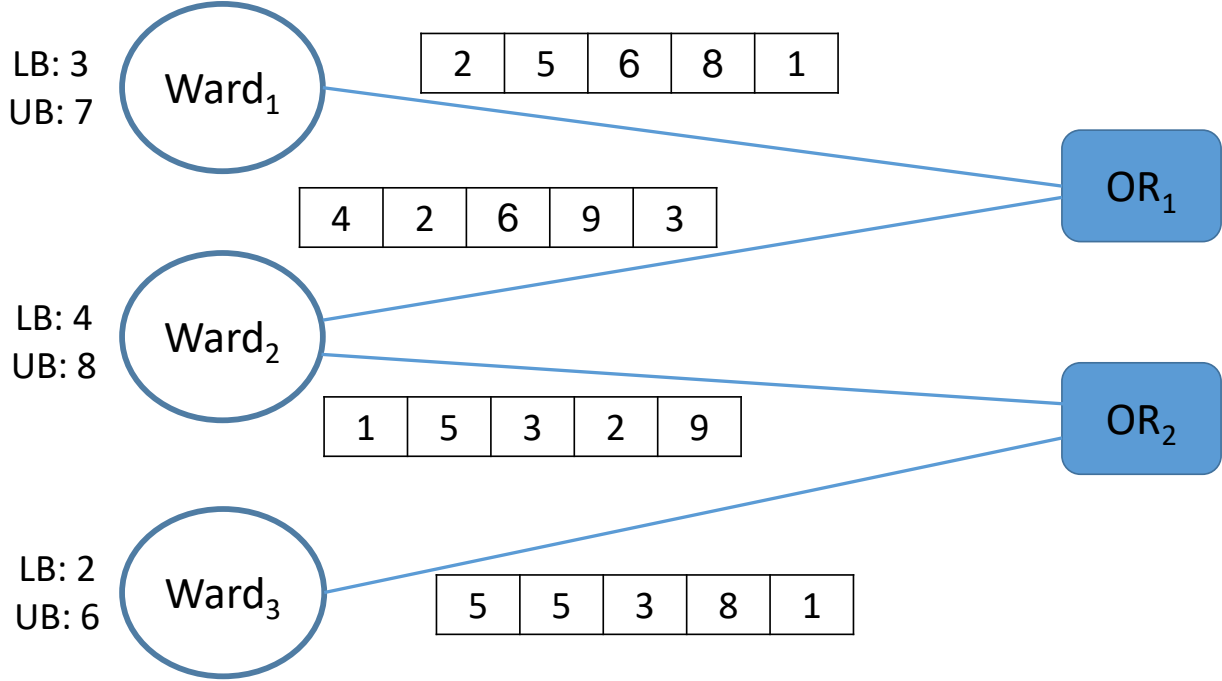 LB: 3
UB: 7
Ward1
2 5 6 8 1
OR1
4 2 6 9 3
LB: 4
UB: 8
Ward2
1 5 3 2 9
OR2
LB: 2
UB: 6
Ward3
5 5 3 8 1